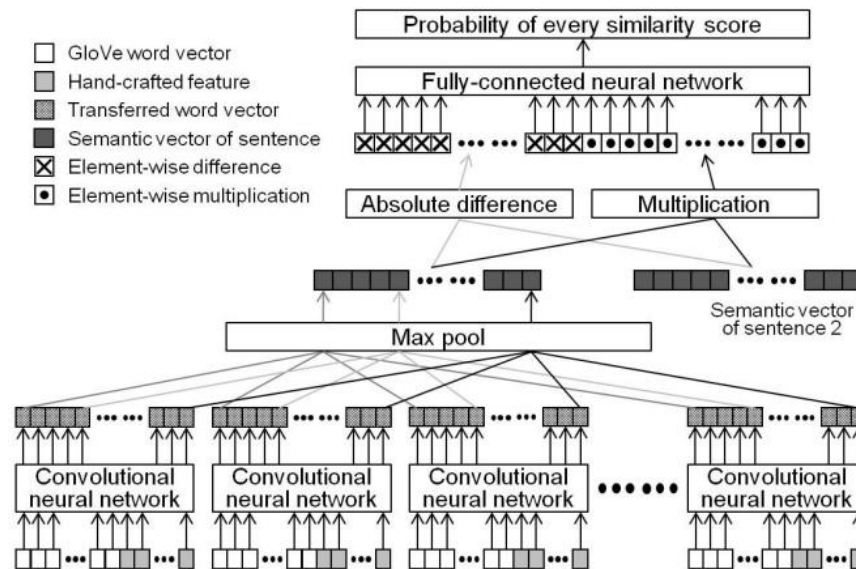 Probability of every similarity score
GloVe word vector
Hand-crafted feature
Transferred word vector
Semantic vector of sentence
Element-wise difference
Element-wise multiplication
Fully-connected neural network
Absolute difference
Multiplication
Semantic vector
of sentence 2
Max pool
Convolutional
neural network
Convolutional
neural network
Convolutional
neural network
Convolutional
neural network